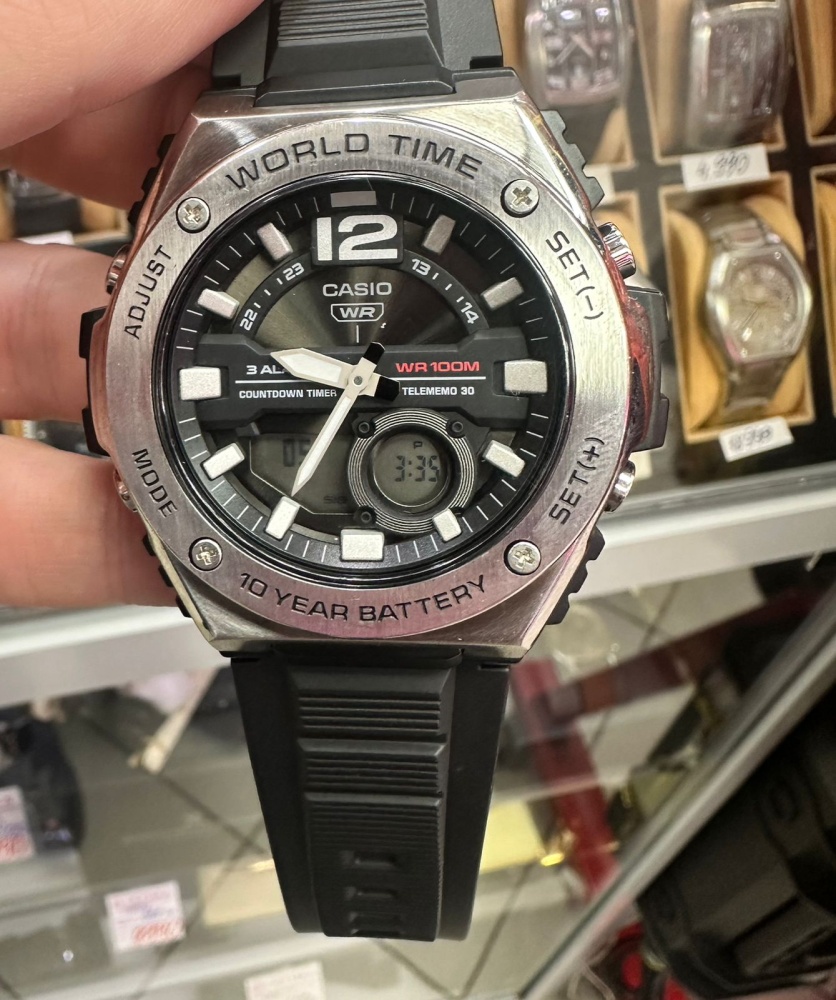 WORLD TIME
ADJUST
SET(-)
12
23
13
22
14
CASIO
WR
3 AL
WR 100M
COUNTDOWN TIMER
TELEMEMO 30
P
3:35
MODE
SET(+)
10 YEAR BATTERY